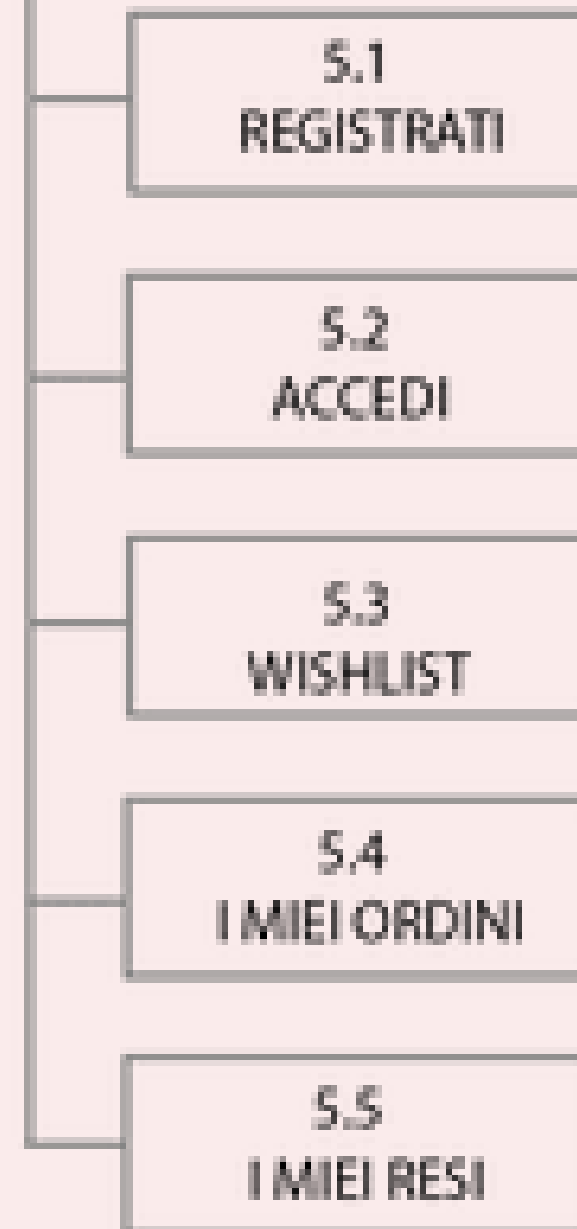 5.1
REGISTRATI
5.2
ACCEDI
5.3
WISHLIST
5.4
I MIEI ORDINI
5.5
I MIEI RESI